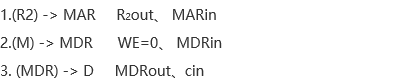 1.(R2) -> MAR R2out、MARin
2.(M) -> MDR WE=0、MDRin
3. (MDR) -> D MDRout、cin